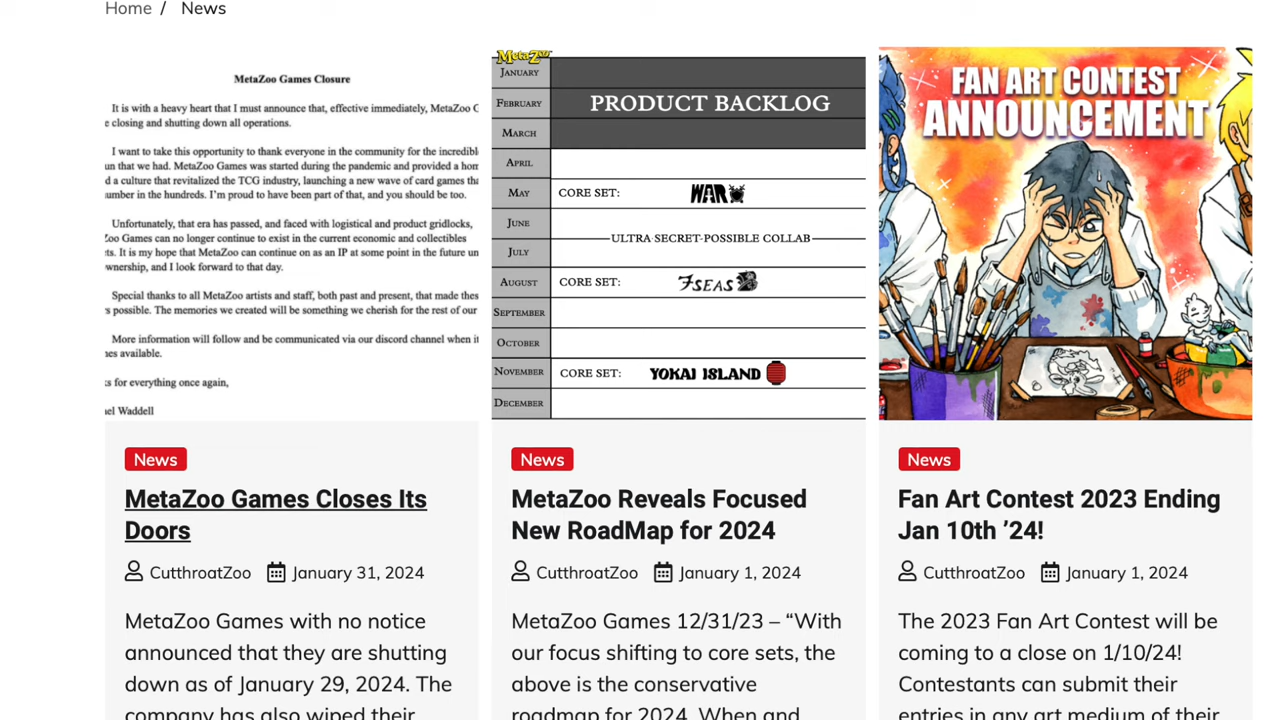 Home / News
MetaZoo Games Closure
It is with a heavy heart that I must announce that, effective immediately, MetaZoo G
e closing and shutting down all operations.
I want to take this opportunity to thank everyone in the community for the incredibl
un that we had. MetaZoo Games was started during the pandemic and provided a hom
d a culture that revitalized the TCG industry, launching a new wave of card games tha
umber in the hundreds. I'm proud to have been part of that, and you should be too.
Unfortunately, that era has passed, and faced with logistical and product gridlocks,
Zoo Games can no longer continue to exist in the current economic and collectibles
ts. It is my hope that MetaZoo can continue on as an IP at some point in the future un
wnership, and I look forward to that day.
Special thanks to all MetaZoo artists and staff, both past and present, that made thes
s possible. The memories we created will be something we cherish for the rest of our
More information will follow and be communicated via our discord channel when it
nes available.
s for everything once again,
el Waddell
MetaZoo
JANUARY
FEBRUARY
PRODUCT BACKLOG
MARCH
APRIL
MAY CORE SET: WAR
JUNE
ULTRA SECRET-POSSIBLE COLLAB
JULY
AUGUST CORE SET: 7SEAS
SEPTEMBER
OCTOBER
NOVEMBER CORE SET: YOKAI ISLAND
DECEMBER
FAN ART CONTEST
ANNOUNCEMENT
News
MetaZoo Games Closes Its
Doors
CutthroatZoo January 31, 2024
MetaZoo Games with no notice
announced that they are shutting
down as of January 29, 2024. The
company has also wiped their
News
MetaZoo Reveals Focused
New RoadMap for 2024
CutthroatZoo January 1, 2024
MetaZoo Games 12/31/23 – “With
our focus shifting to core sets, the
above is the conservative
roadmap for 2024. When and
News
Fan Art Contest 2023 Ending
Jan 10th ’24!
CutthroatZoo January 1, 2024
The 2023 Fan Art Contest will be
coming to a close on 1/10/24!
Contestants can submit their
entries in any art medium of their